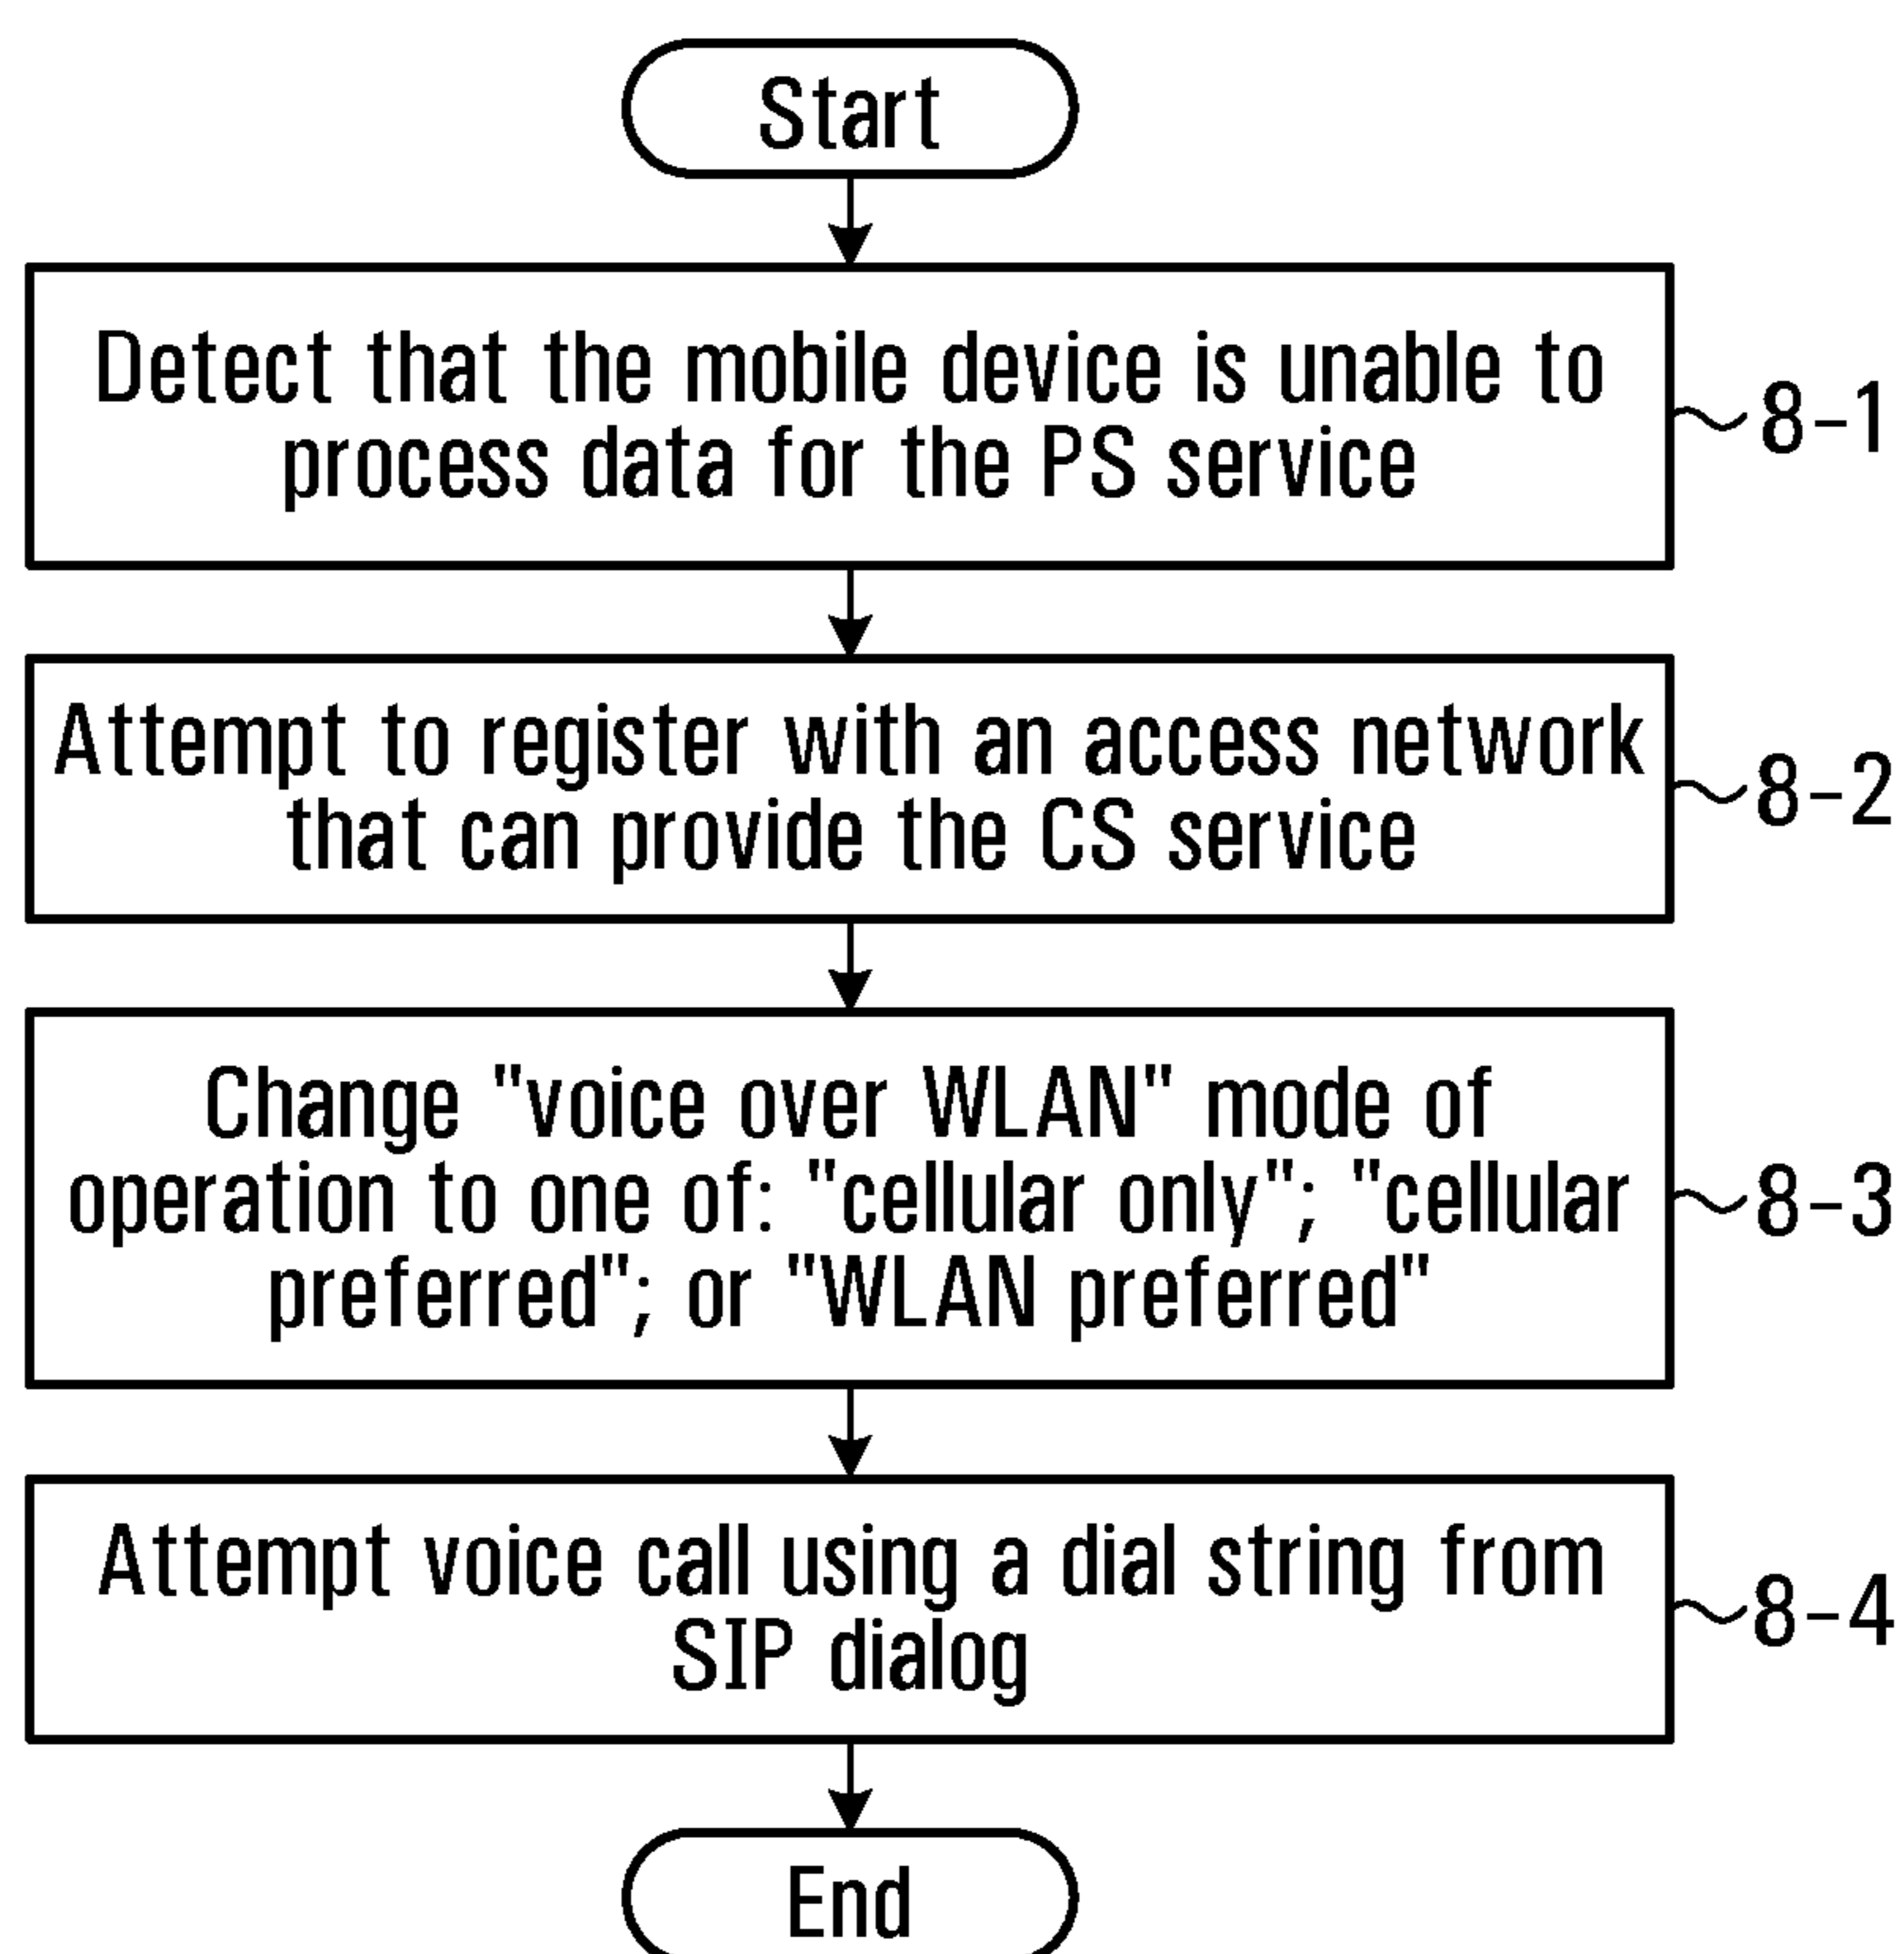 Start
Detect that the mobile device is unable to
process data for the PS service
8-1
Attempt to register with an access network
that can provide the CS service
8-2
Change "voice over WLAN" mode of
operation to one of: "cellular only"; "cellular
preferred"; or "WLAN preferred"
8-3
Attempt voice call using a dial string from
SIP dialog
8-4
End